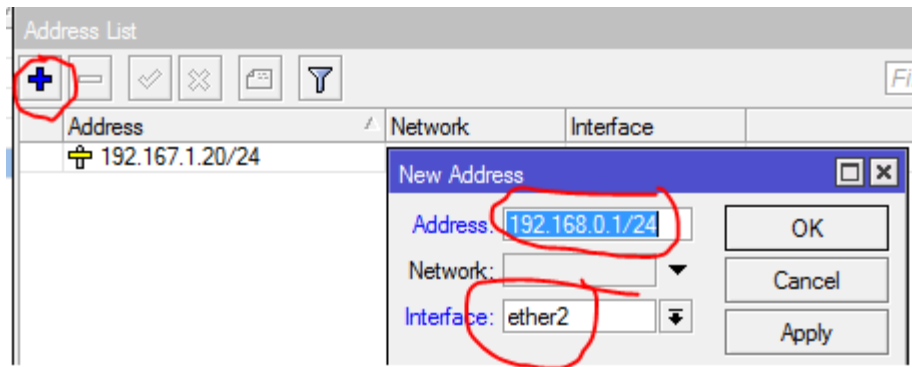 Address List
Fi
Address Network Interface
192.167.1.20/24
New Address
Address: 192.168.0.1/24 OK
Network: Cancel
Interface: ether2 Apply